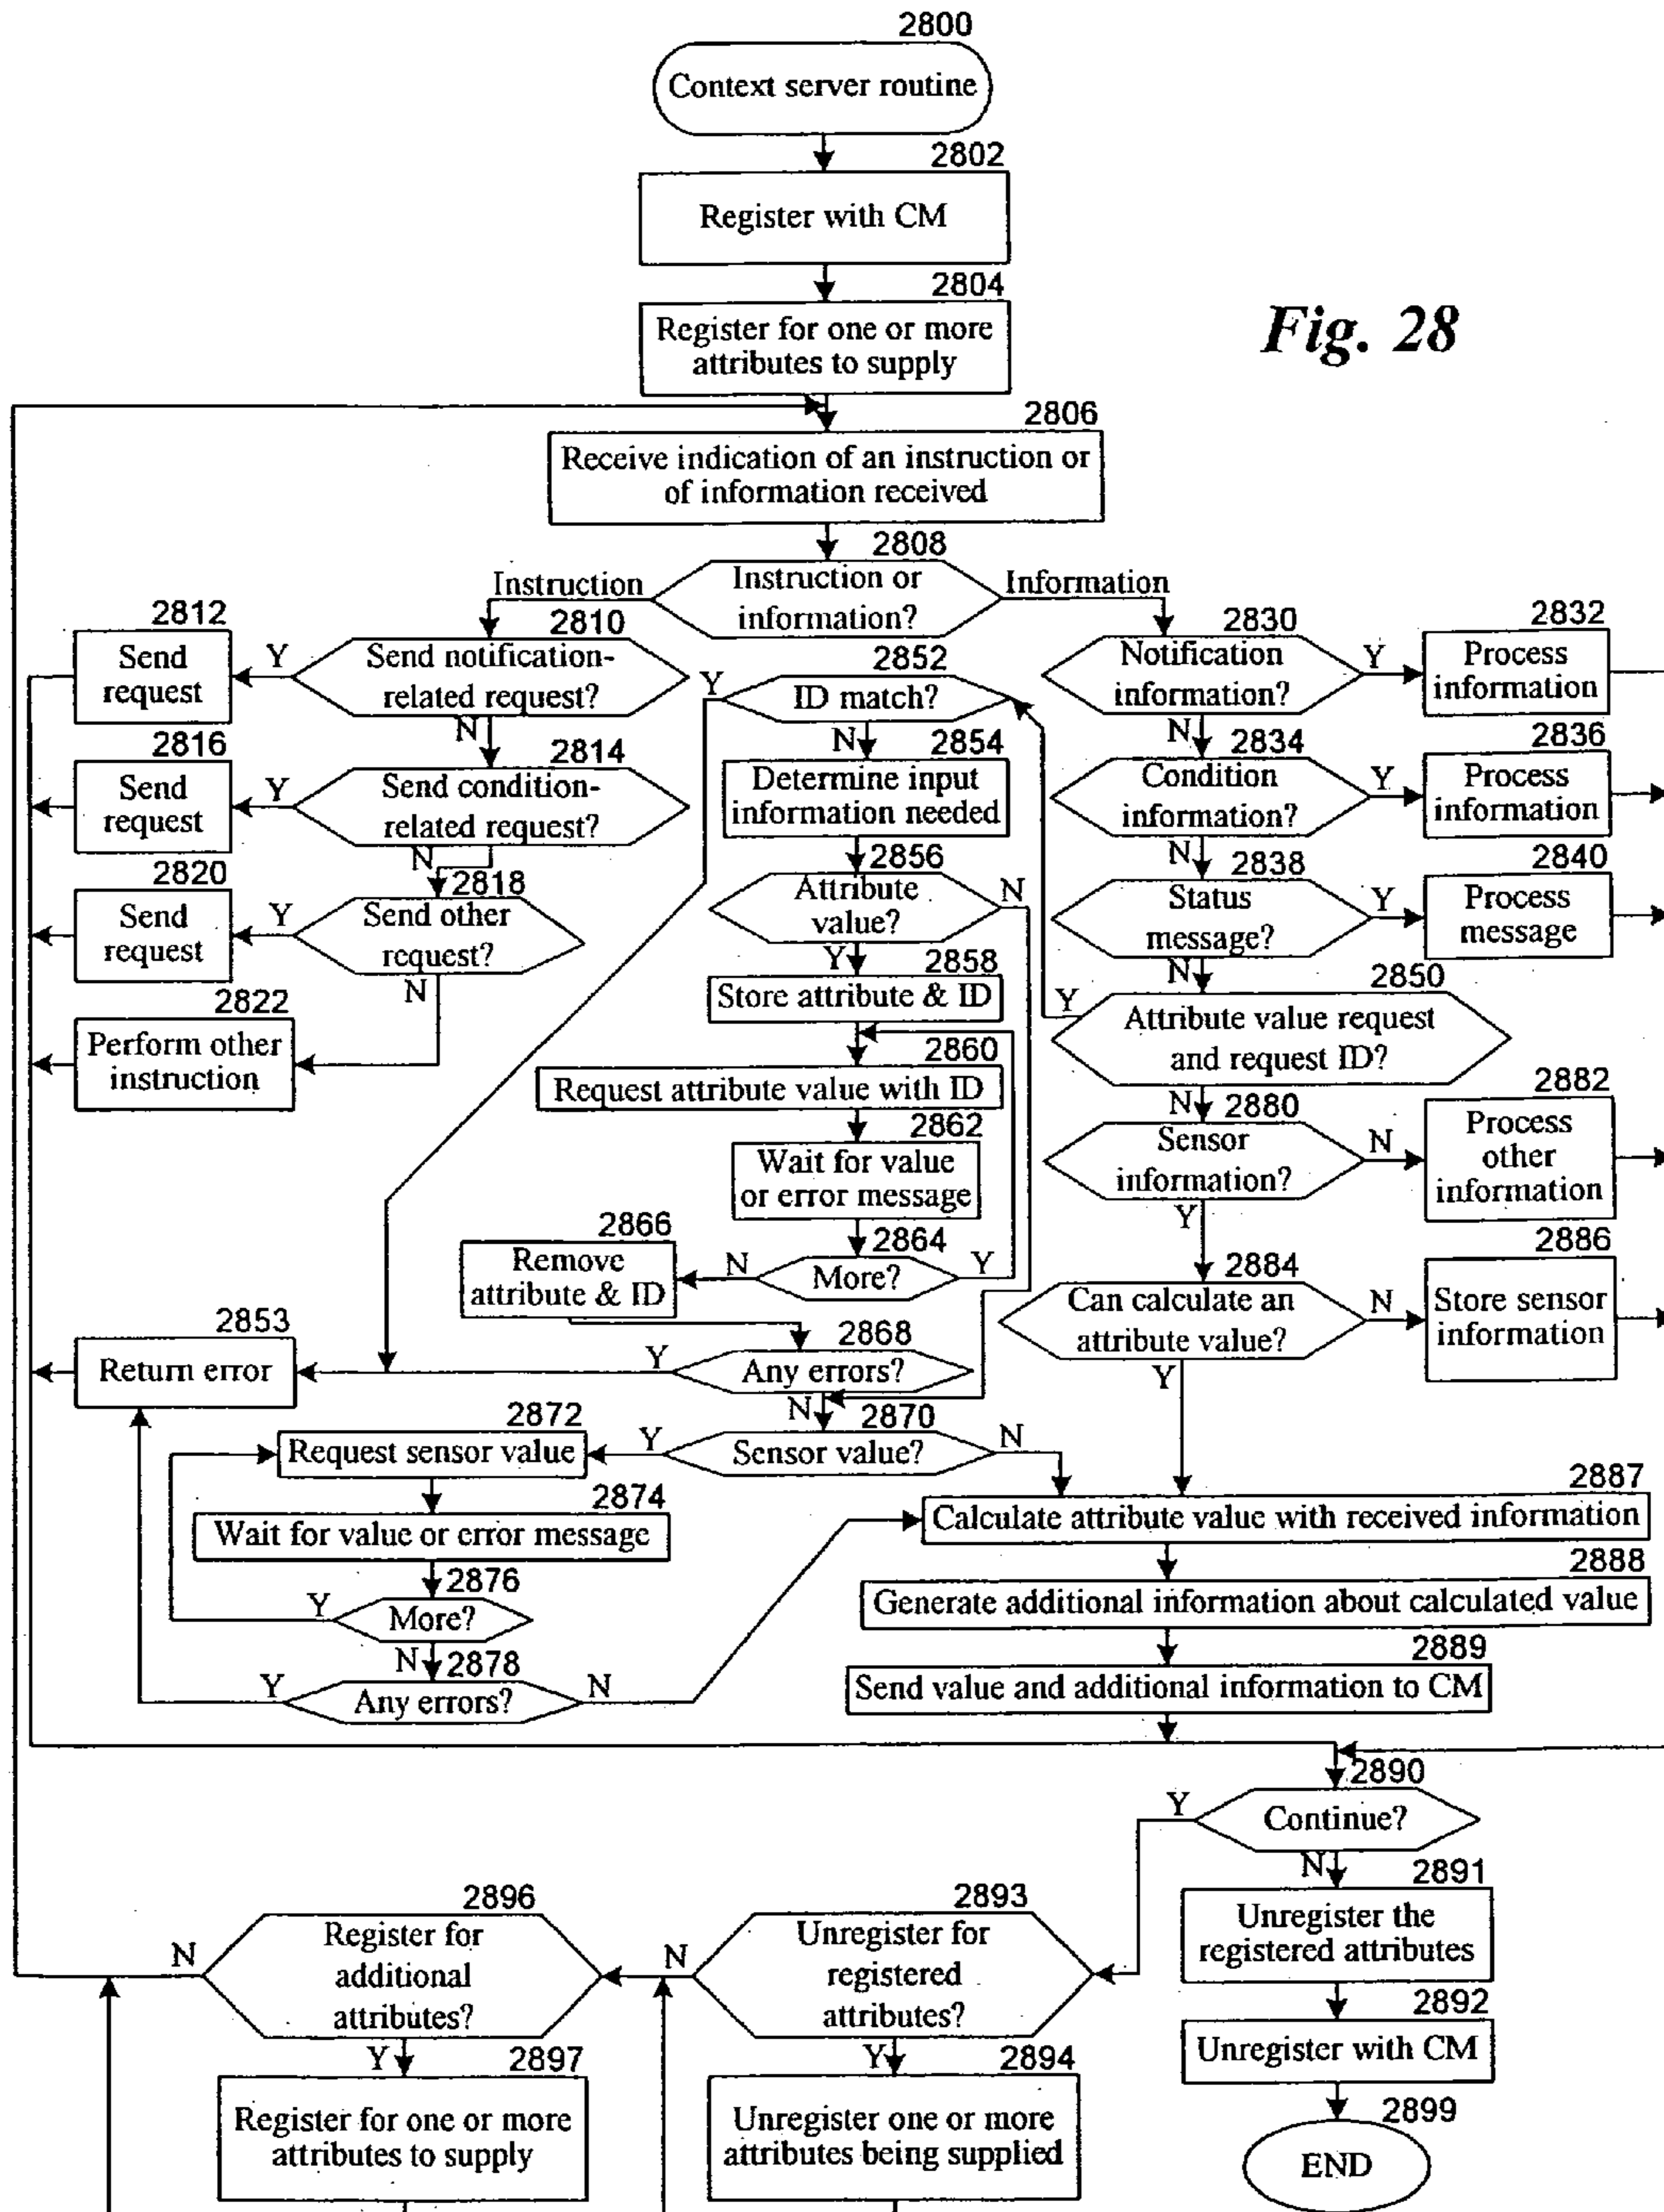 2800
Context server routine
2802
Register with CM
2804
Register for one or more
attributes to supply
Fig. 28
2806
Receive indication of an instruction or
of information received
2808
Instruction or
information?
Instruction
Information
2810
Send notification-
related request?
Y
N
2812
Send
request
2814
Send condition-
related request?
Y
N
2816
Send
request
2818
Send other
request?
Y
N
2820
Send
request
2822
Perform other
instruction
2830
Notification
information?
Y
N
2832
Process
information
2834
Condition
information?
Y
N
2836
Process
information
2838
Status
message?
Y
N
2840
Process
message
2850
Attribute value request
and request ID?
Y
N
2852
ID match?
Y
N
2854
Determine input
information needed
2856
Attribute
value?
N
Y
2858
Store attribute & ID
2860
Request attribute value with ID
2862
Wait for value
or error message
2864
More?
Y
N
2866
Remove
attribute & ID
2868
Any errors?
Y
N
2853
Return error
2870
Sensor value?
Y
N
2872
Request sensor value
2874
Wait for value or error message
2876
More?
Y
N
2878
Any errors?
Y
N
2880
Sensor
information?
N
Y
2882
Process
other
information
2884
Can calculate an
attribute value?
N
Y
2886
Store sensor
information
2887
Calculate attribute value with received information
2888
Generate additional information about calculated value
2889
Send value and additional information to CM
2890
Continue?
Y
N
2891
Unregister the
registered attributes
2892
Unregister with CM
2899
END
2893
Unregister for
registered
attributes?
N
Y
2894
Unregister one or more
attributes being supplied
2896
Register for
additional
attributes?
N
Y
2897
Register for one or more
attributes to supply